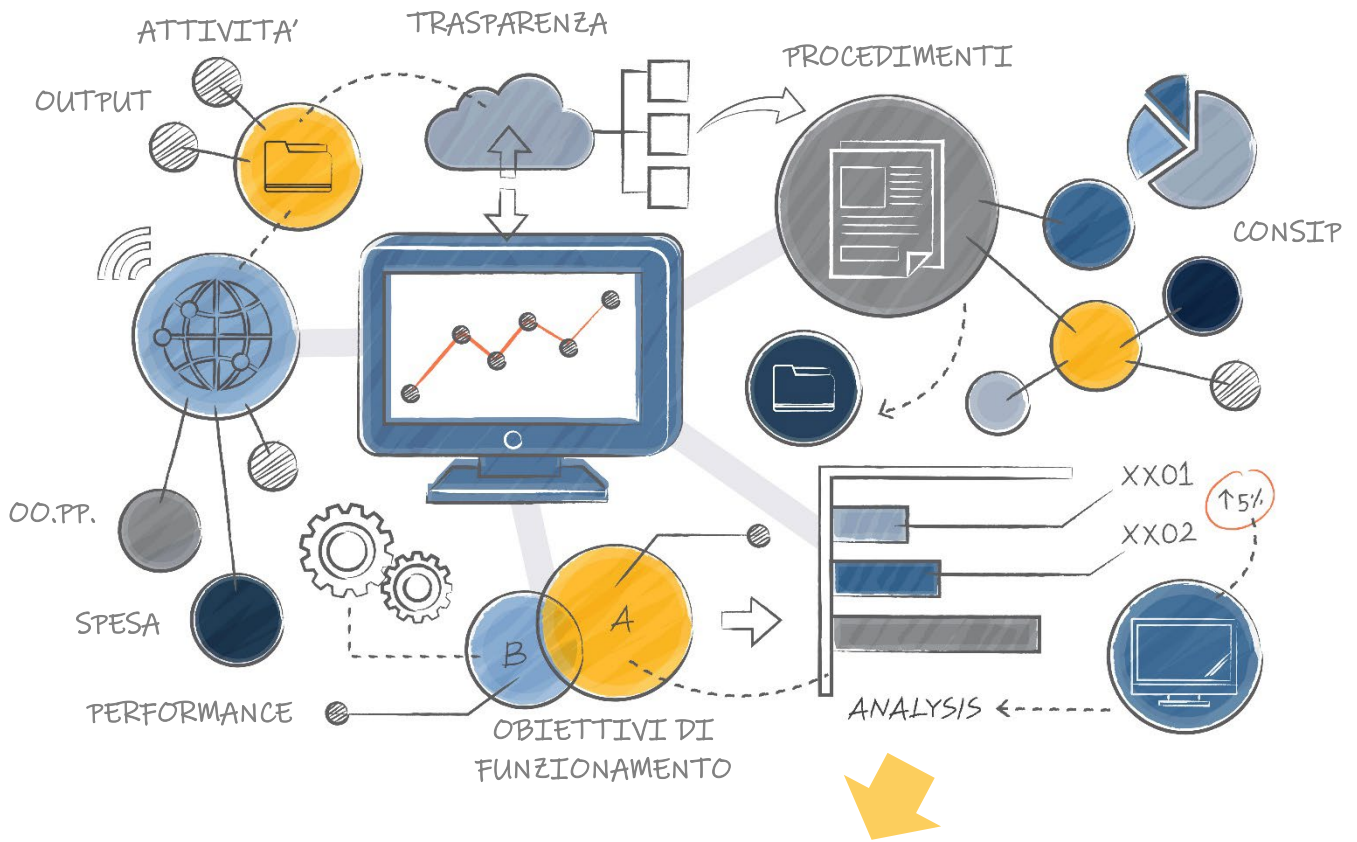 ATTIVITA'
TRASPARENZA
PROCEDIMENTI
OUTPUT
CONSIP
XX01
↑5%
XX02
OO.PP.
SPESA
A
B
PERFORMANCE
ANALYSIS
OBIETTIVI DI
FUNZIONAMENTO